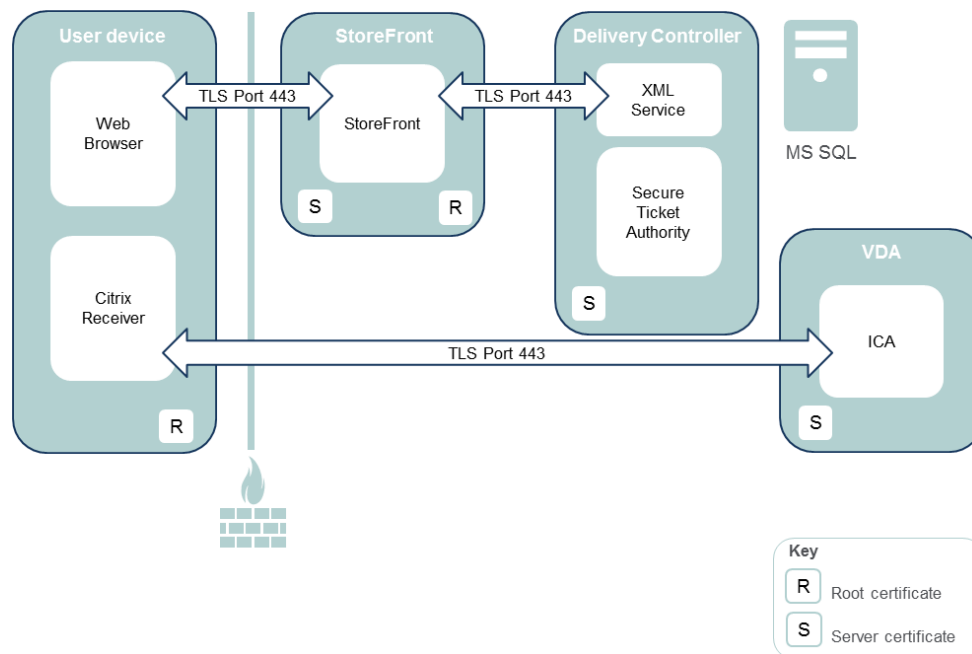 User device
Web
Browser
Citrix
Receiver
R
TLS Port 443
StoreFront
StoreFront
S
R
TLS Port 443
Delivery Controller
XML
Service
Secure
Ticket
Authority
S
MS SQL
VDA
ICA
S
TLS Port 443
Key
R
Root certificate
S
Server certificate